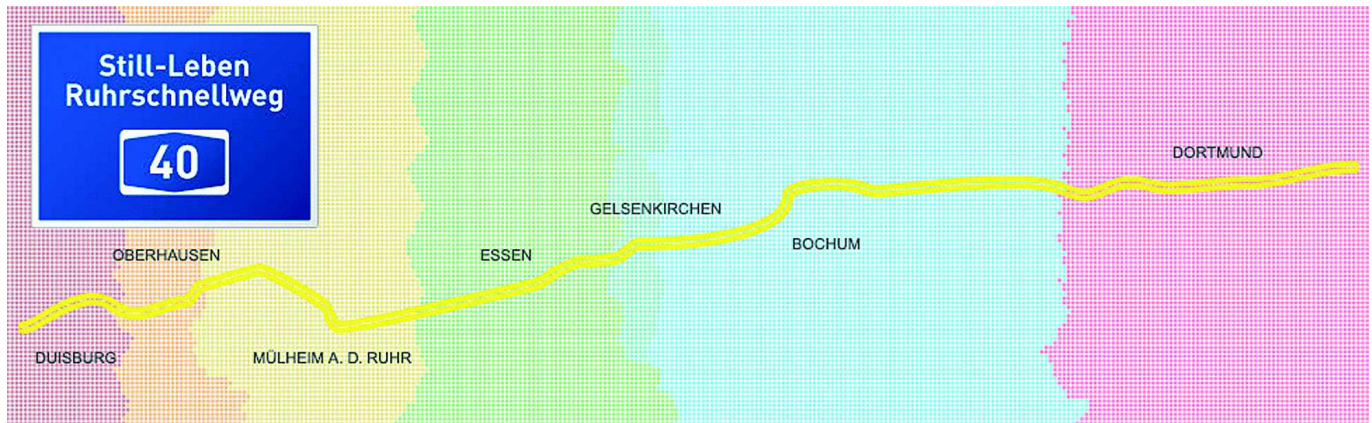 Still-Leben
Ruhrschnellweg
40
DORTMUND
GELSENKIRCHEN
BOCHUM
OBERHAUSEN
ESSEN
DUISBURG
MÜLHEIM A. D. RUHR